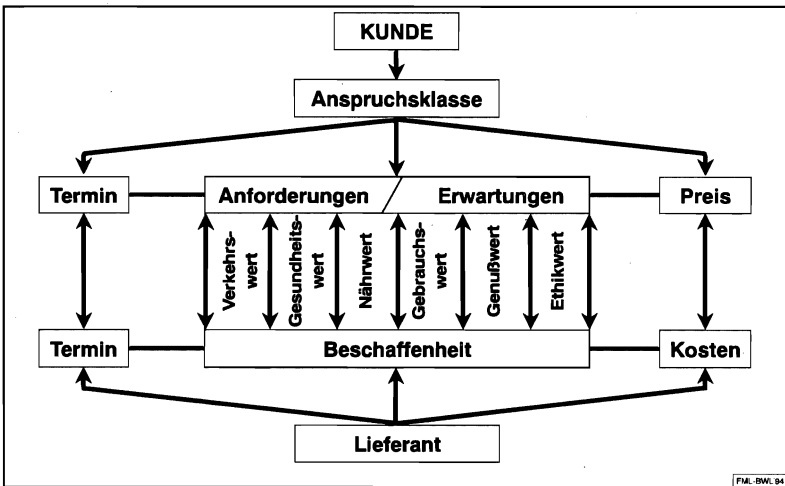 KUNDE
Anspruchsklasse
Termin
Anforderungen / Erwartungen
Preis
Verkehrs-
wert
Gesundheits-
wert
Nährwert
Gebrauchs-
wert
Genußwert
Ethikwert
Termin
Beschaffenheit
Kosten
Lieferant
FML-BWL 94